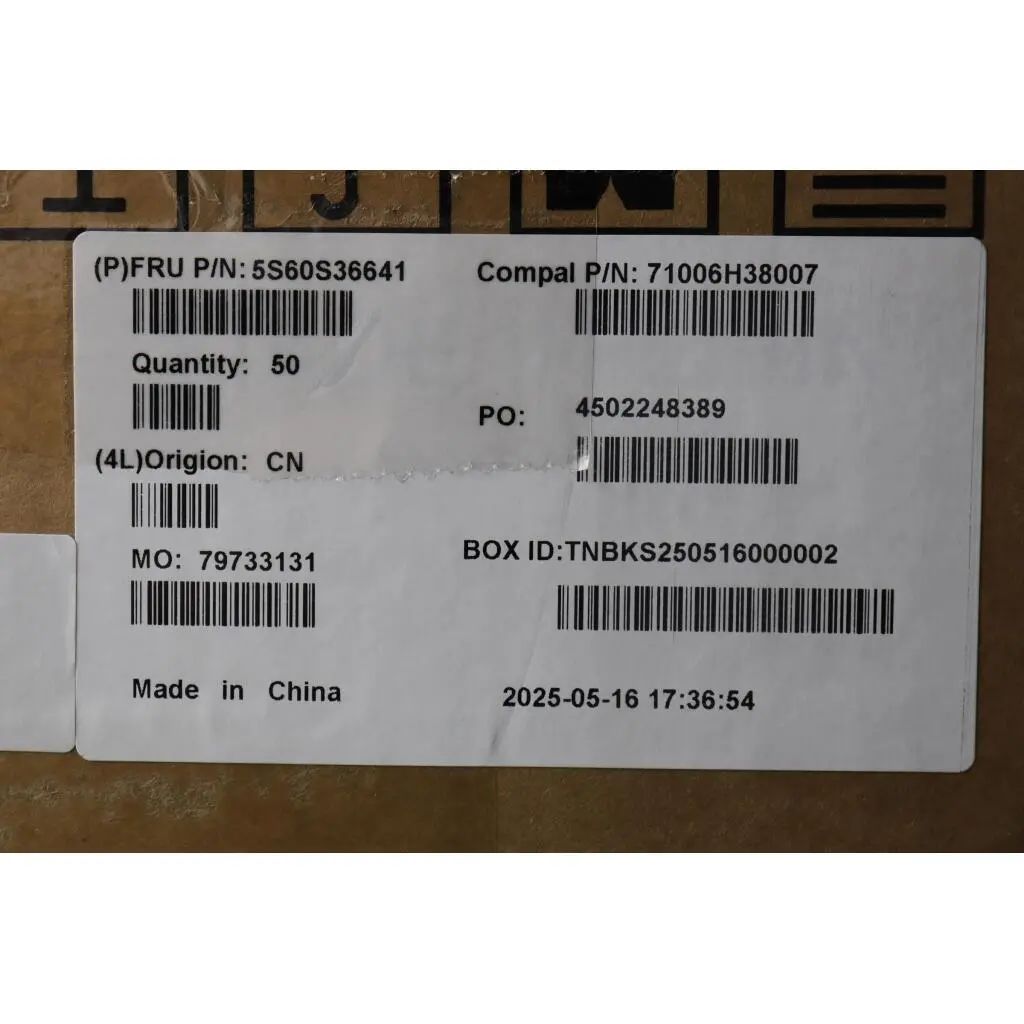 (P)FRU P/N: 5S60S36641
Compal P/N: 71006H38007
Quantity: 50
PO: 4502248389
(4L)Origion: CN
MO: 79733131
BOX ID:TNBKS250516000002
Made in China
2025-05-16 17:36:54